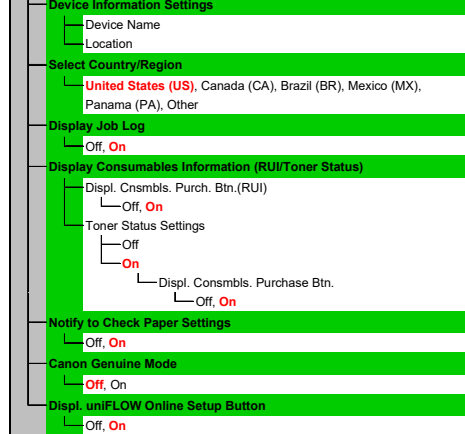 Device Information Settings
Device Name
Location
Select Country/Region
United States (US), Canada (CA), Brazil (BR), Mexico (MX),
Panama (PA), Other
Display Job Log
Off, On
Display Consumables Information (RUI/Toner Status)
Displ. Cnsmbls. Purch. Btn.(RUI)
Off, On
Toner Status Settings
Off
On
Displ. Consmbls. Purchase Btn.
Off, On
Notify to Check Paper Settings
Off, On
Canon Genuine Mode
Off, On
Displ. uniFLOW Online Setup Button
Off, On